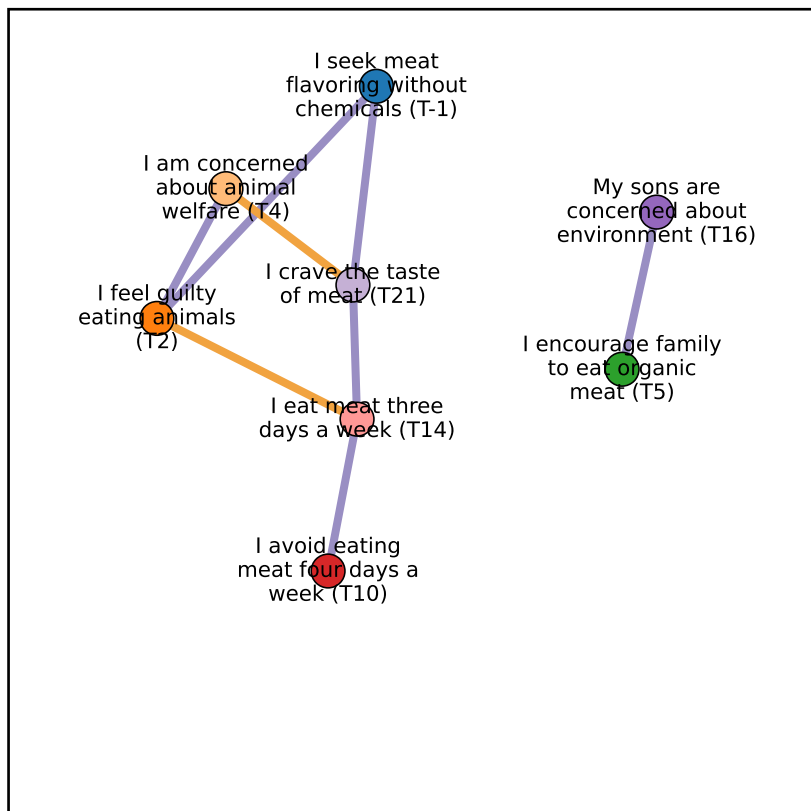 I seek meat
flavoring without
chemicals (T-1)
I am concerned
about animal
welfare (T4)
My sons are
concerned about
environment (T16)
I crave the taste
of meat (T21)
I feel guilty
eating animals
(T2)
I encourage family
to eat organic
meat (T5)
I eat meat three
days a week (T14)
I avoid eating
meat four days a
week (T10)